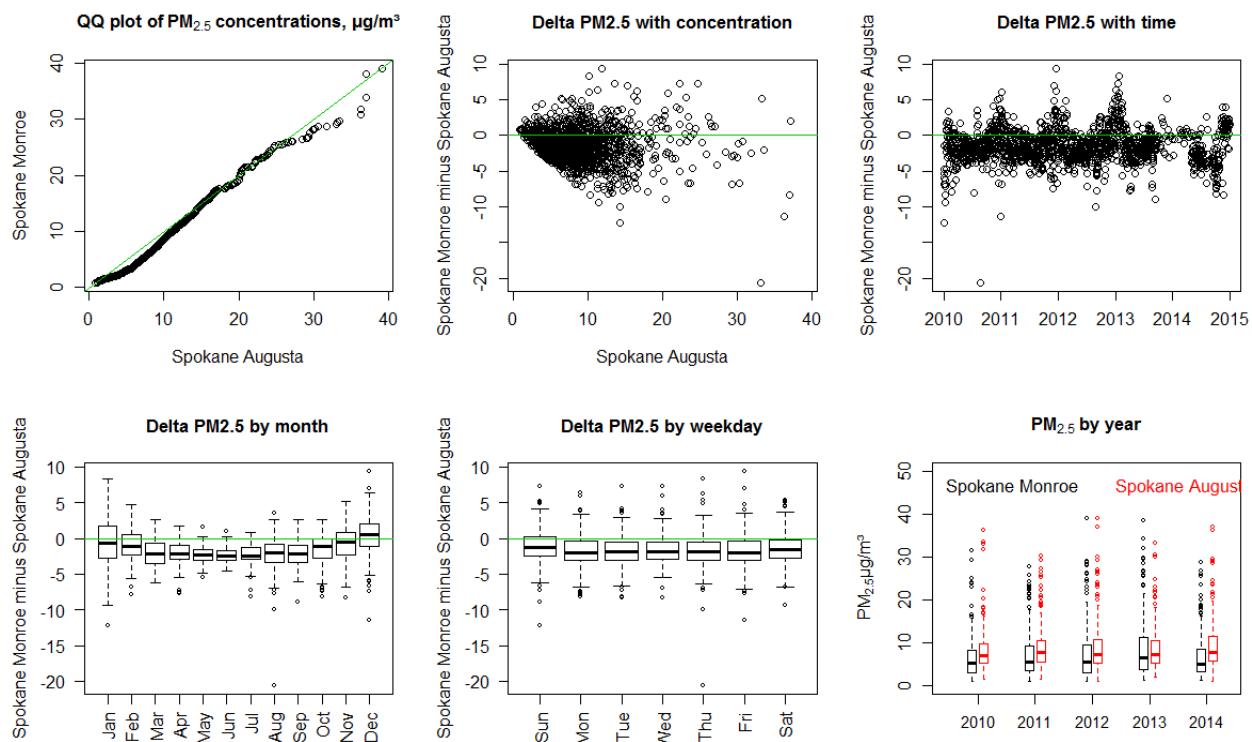 QQ plot of PM2.5 concentrations, µg/m³
Spokane Monroe
40
30
20
10
0
0 10 20 30 40
Spokane Augusta
Delta PM2.5 with concentration
Spokane Monroe minus Spokane Augusta
10
5
0
-5
-10
-20
0 10 20 30 40
Spokane Augusta
Delta PM2.5 with time
Spokane Monroe minus Spokane Augusta
10
5
0
-5
-10
-20
2010 2011 2012 2013 2014 2015
Delta PM2.5 by month
Spokane Monroe minus Spokane Augusta
10
5
0
-5
-10
-15
-20
Jan Feb Mar Apr May Jun Jul Aug Sep Oct Nov Dec
Delta PM2.5 by weekday
Spokane Monroe minus Spokane Augusta
10
5
0
-5
-10
-15
-20
Sun Mon Tue Wed Thu Fri Sat
PM2.5 by year
PM2.5µg/m³
50
40
30
20
10
0
Spokane Monroe Spokane August
2010 2011 2012 2013 2014